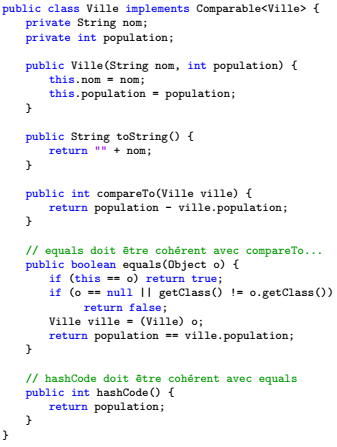 public class Ville implements Comparable<Ville> {
    private String nom;
    private int population;

    public Ville(String nom, int population) {
        this.nom = nom;
        this.population = population;
    }

    public String toString() {
        return "" + nom;
    }

    public int compareTo(Ville ville) {
        return population - ville.population;
    }

    // equals doit être cohérent avec compareTo...
    public boolean equals(Object o) {
        if (this == o) return true;
        if (o == null || getClass() != o.getClass())
            return false;
        Ville ville = (Ville) o;
        return population == ville.population;
    }

    // hashCode doit être cohérent avec equals
    public int hashCode() {
        return population;
    }
}